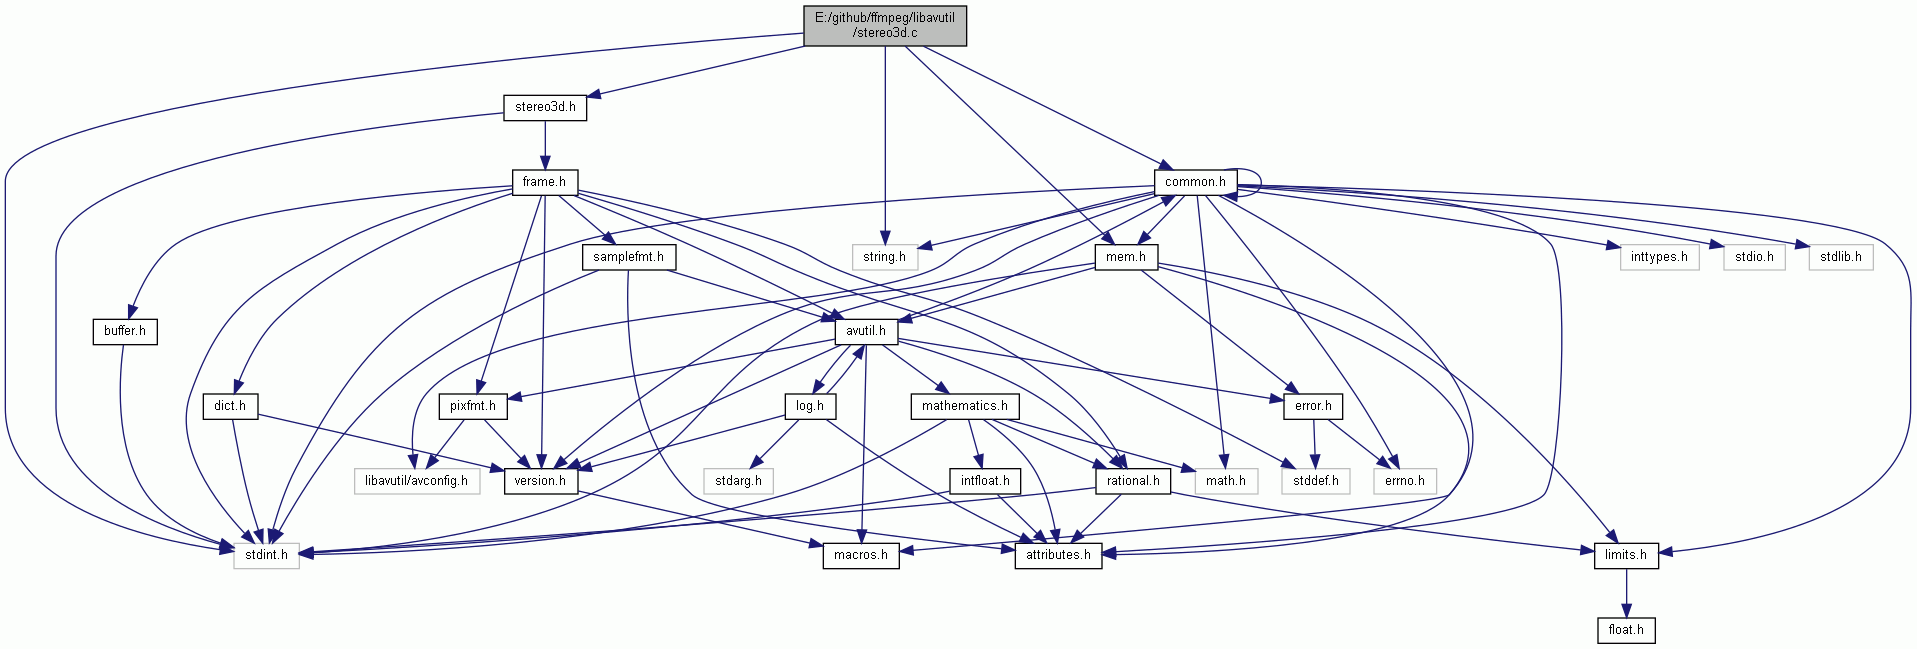 E:/github/ffmpeg/libavutil
/stereo3d.c
stereo3d.h
frame.h
common.h
string.h
samplefmt.h
mem.h
inttypes.h
stdio.h
stdlib.h
buffer.h
avutil.h
dict.h
pixfmt.h
log.h
mathematics.h
error.h
libavutil/avconfig.h
version.h
stdarg.h
intfloat.h
rational.h
math.h
stddef.h
errno.h
stdint.h
macros.h
attributes.h
limits.h
float.h